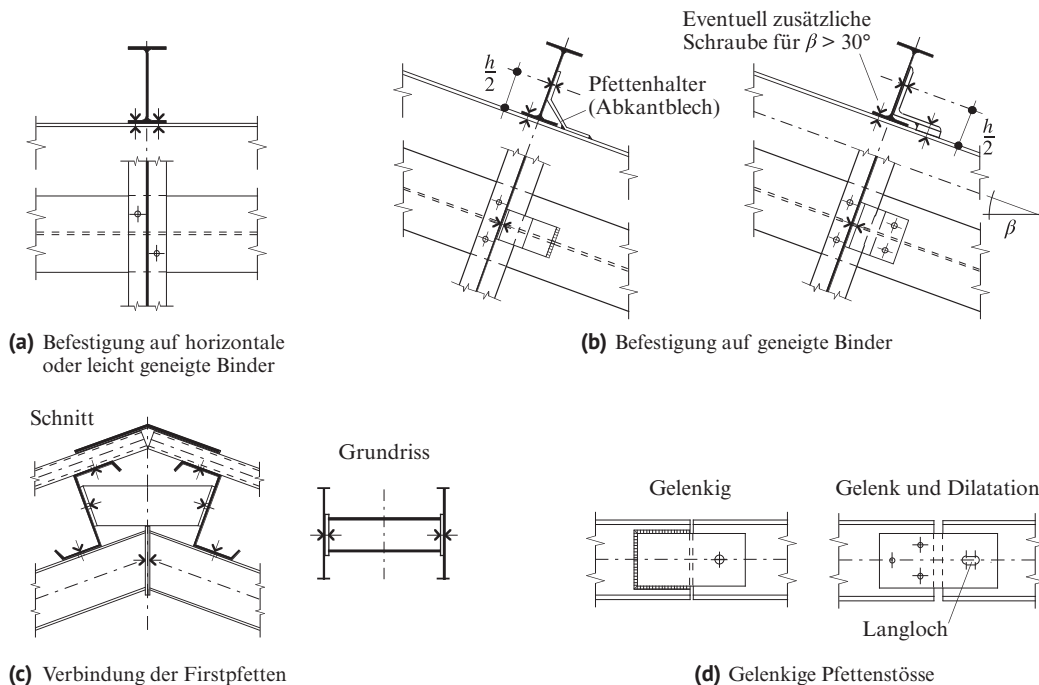 Eventuell zusätzliche
Schraube für β > 30°
h/2
Pfettenhalter
(Abkantblech)
h/2
β
(a) Befestigung auf horizontale
oder leicht geneigte Binder
(b) Befestigung auf geneigte Binder
Schnitt
Grundriss
Gelenkig
Gelenk und Dilatation
Langloch
(c) Verbindung der Firstpfetten
(d) Gelenkige Pfettenstösse